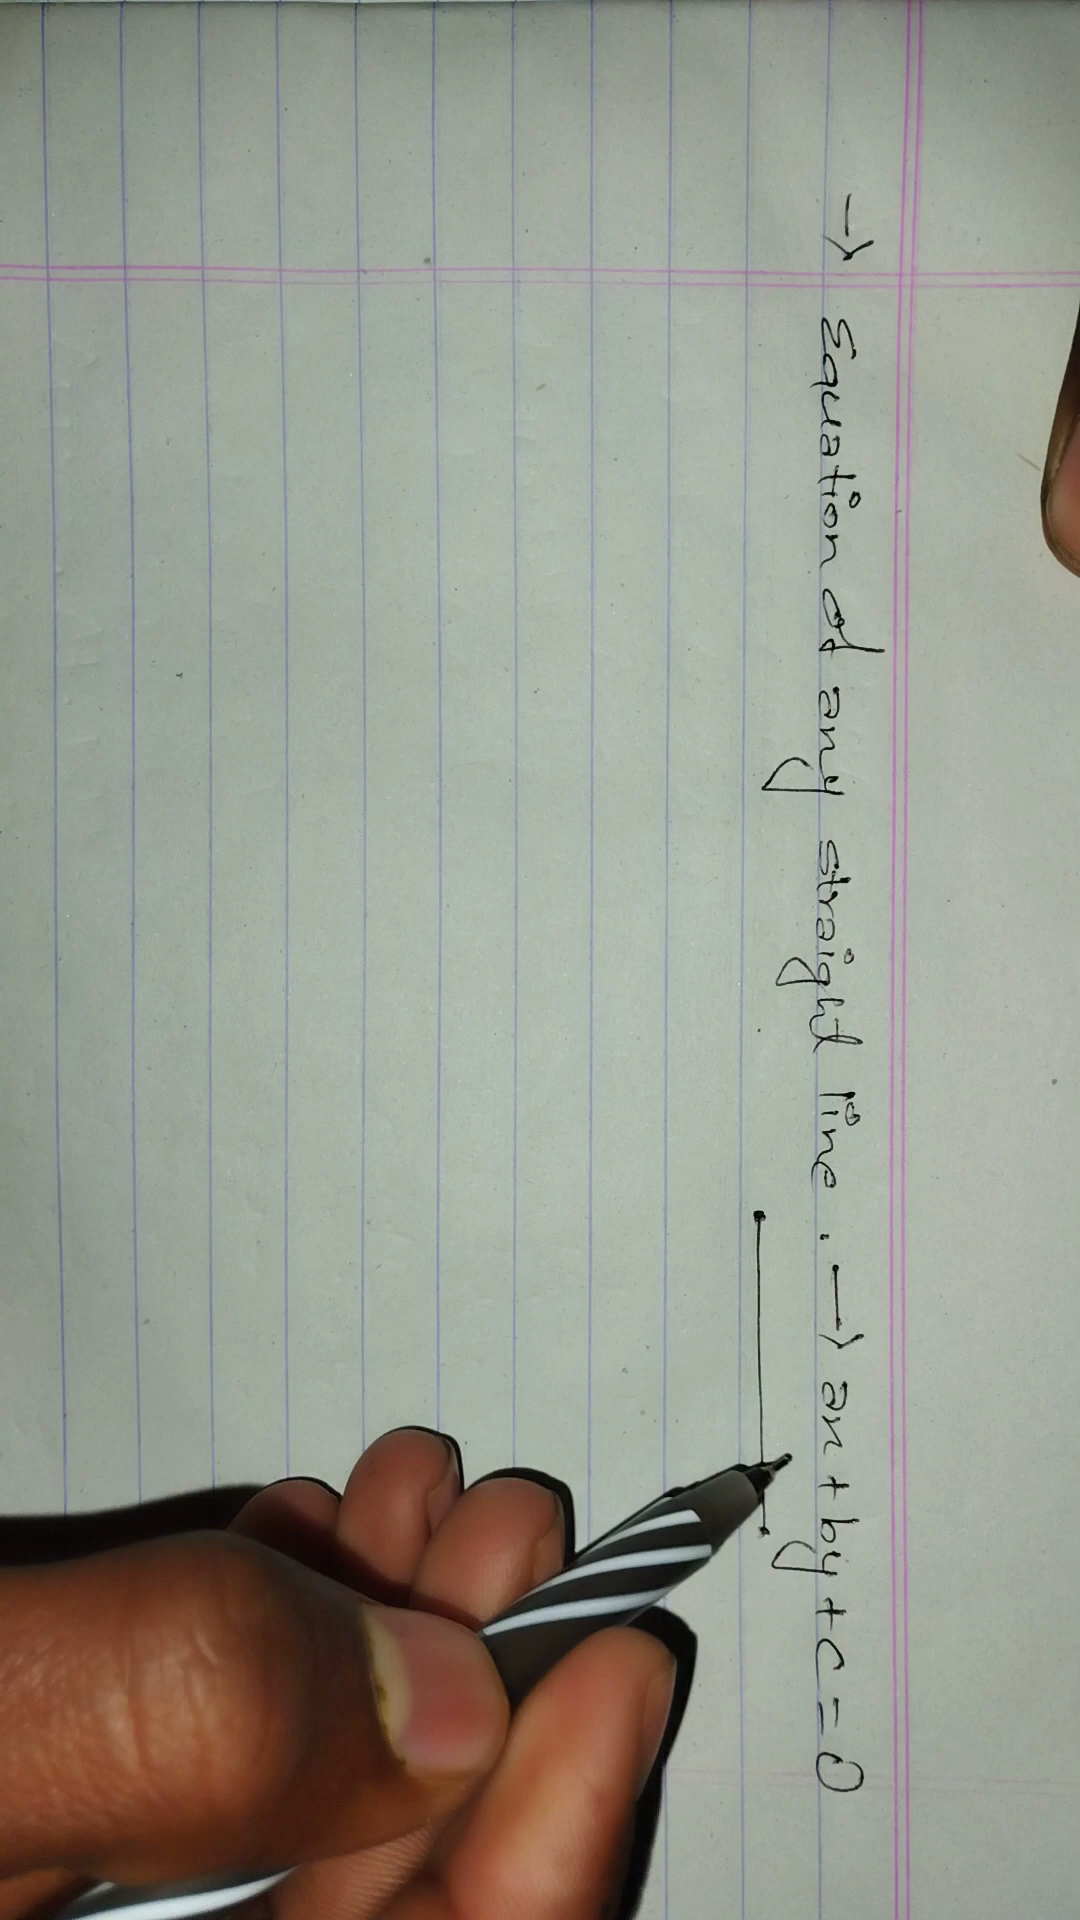 → Equation of any straight line. → ax + by + c = 0